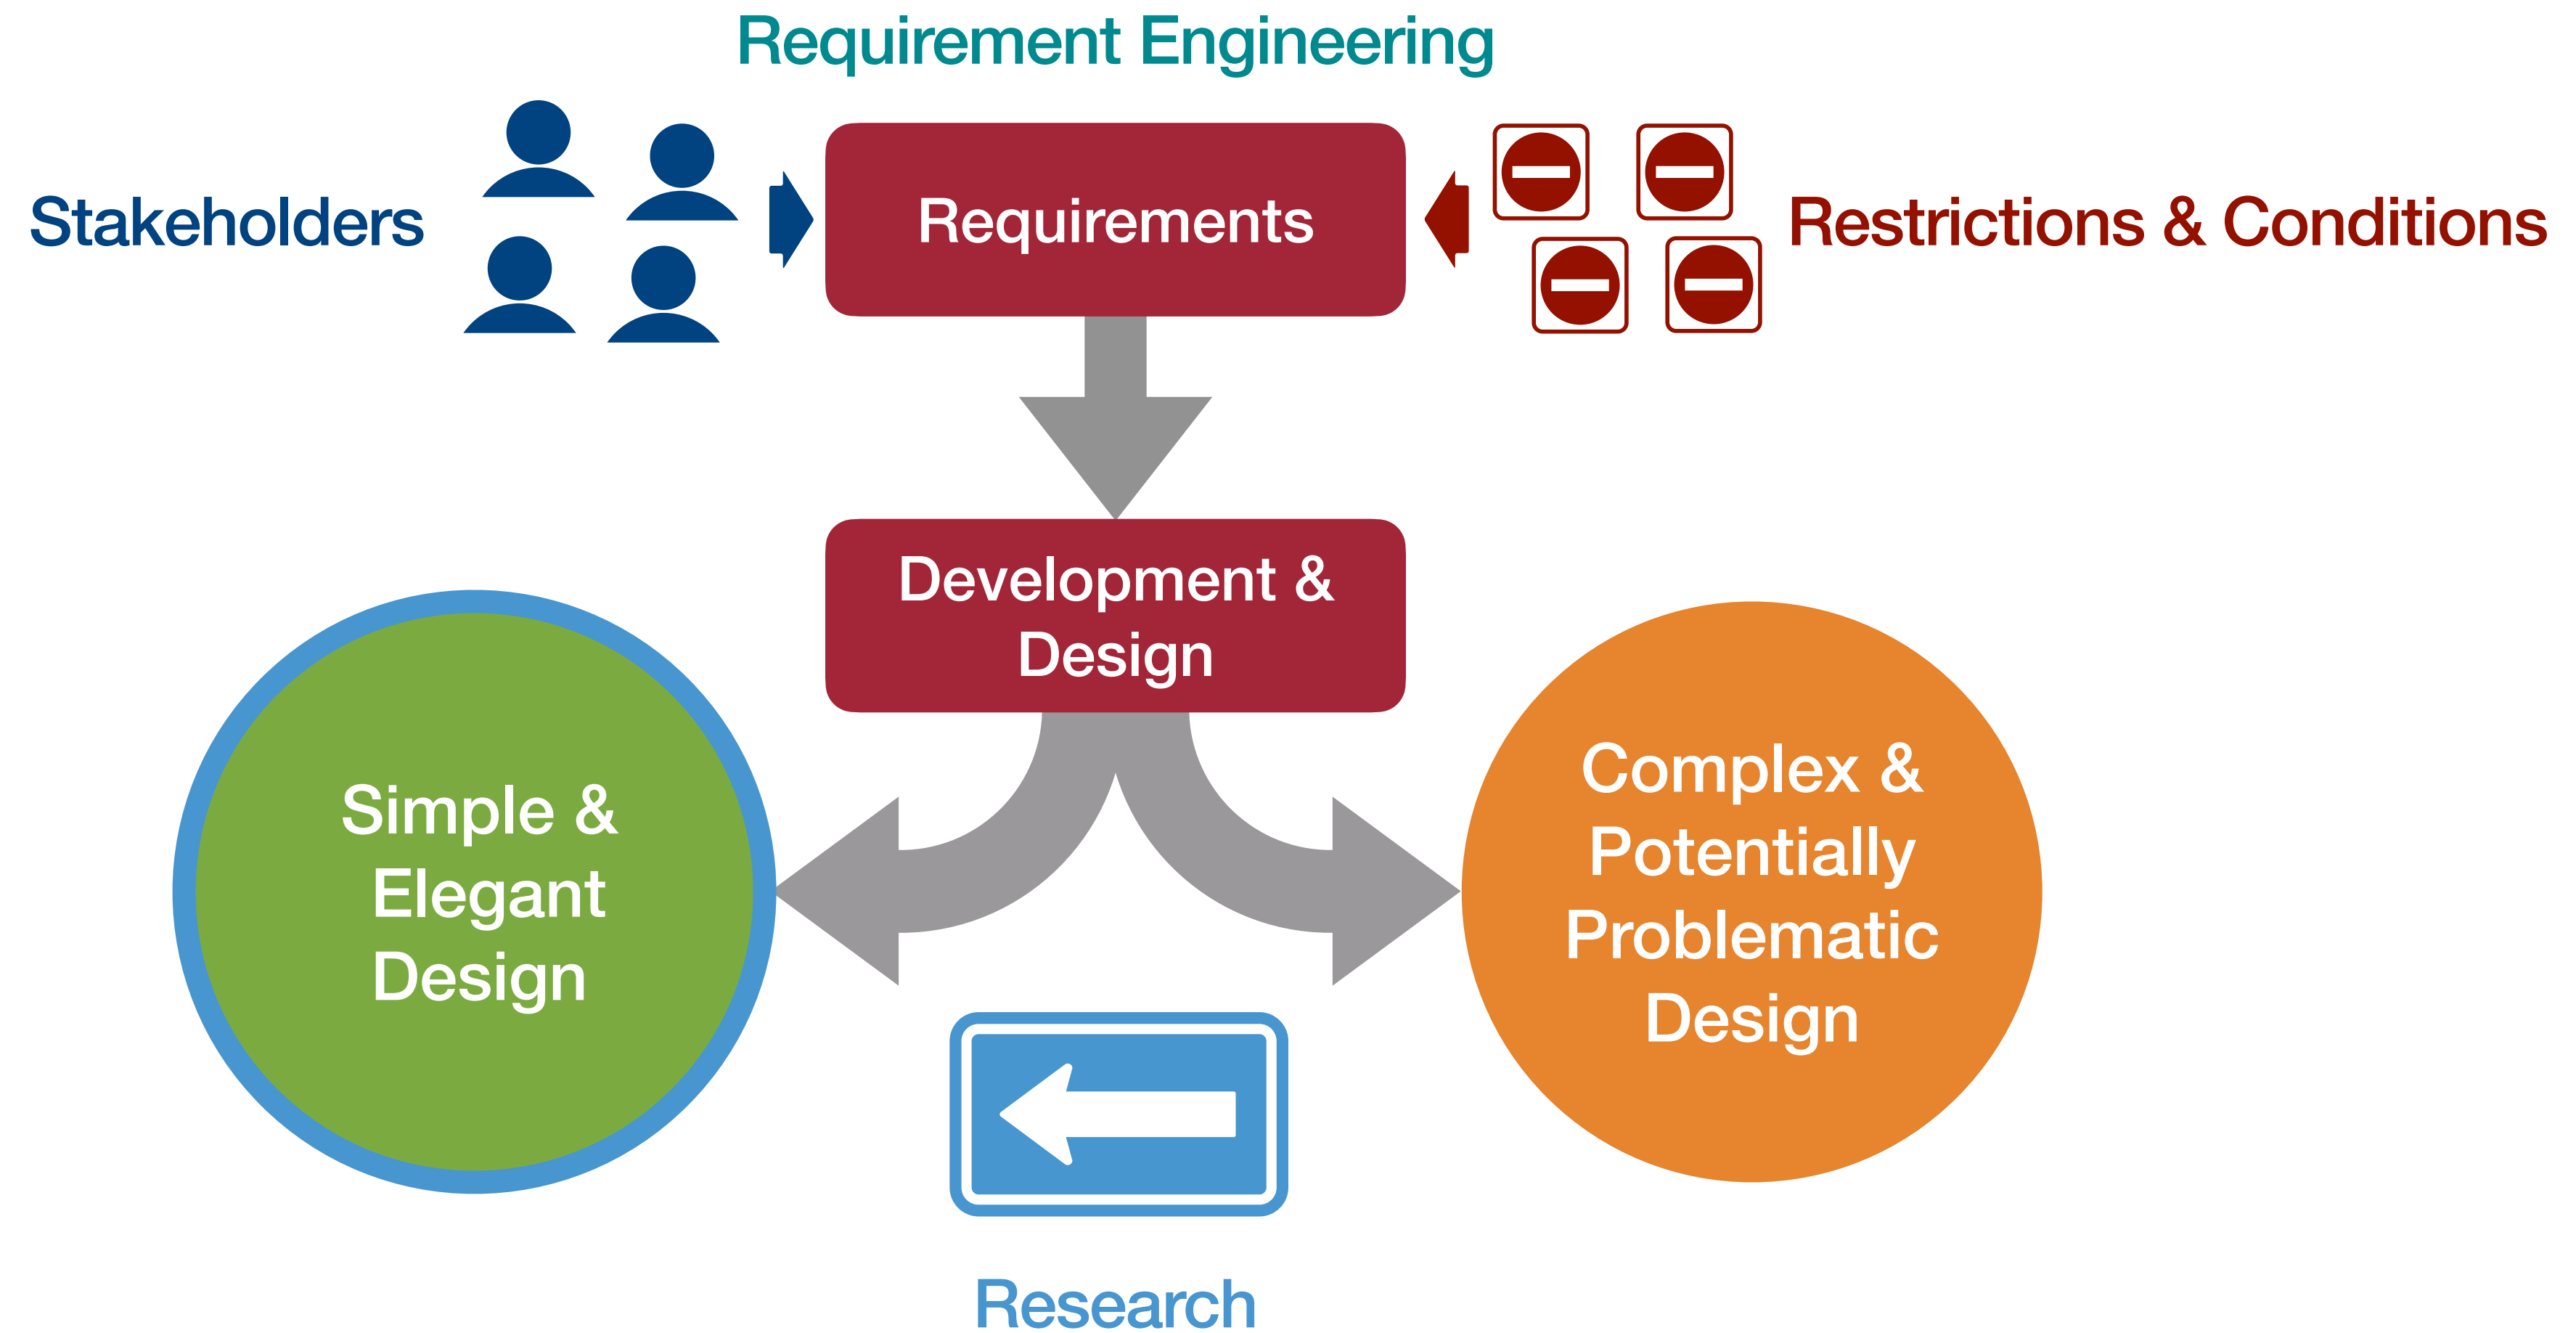 Requirement Engineering
Stakeholders
Requirements
Restrictions & Conditions
Development &
Design
Simple &
Elegant
Design
Complex &
Potentially
Problematic
Design
Research